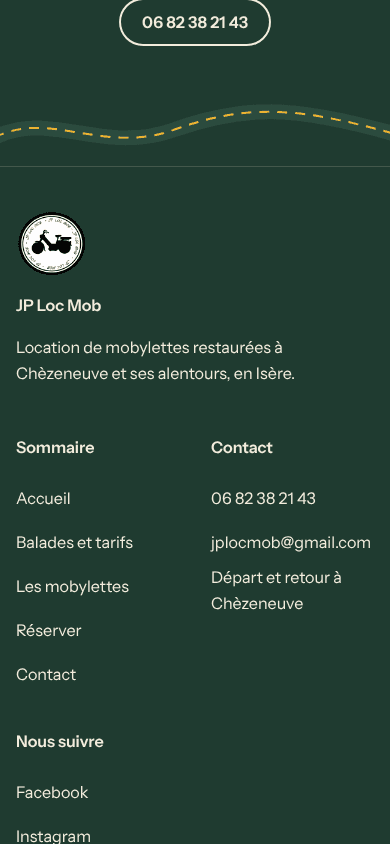 06 82 38 21 43
JP Loc Mob
Location de mobylettes restaurées à
Chèzeneuve et ses alentours, en Isère.
Sommaire
Accueil
Balades et tarifs
Les mobylettes
Réserver
Contact
Contact
06 82 38 21 43
jplocmob@gmail.com
Départ et retour à
Chèzeneuve
Nous suivre
Facebook
Instagram